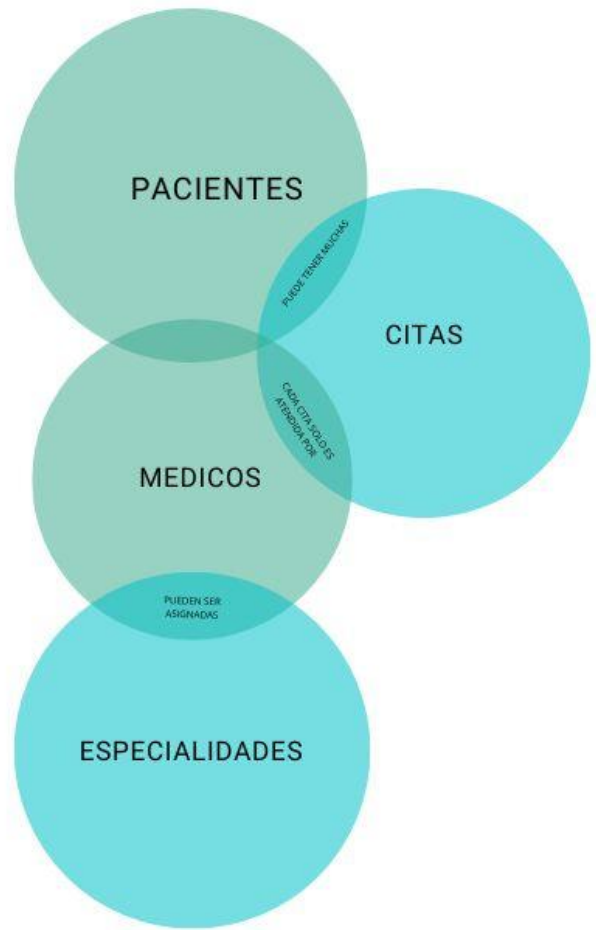 PACIENTES
PUEDE TENER MUCHAS
CITAS
CADA CITA SOLO ES
ATENDIDA POR
MEDICOS
PUEDEN SER
ASIGNADAS
ESPECIALIDADES